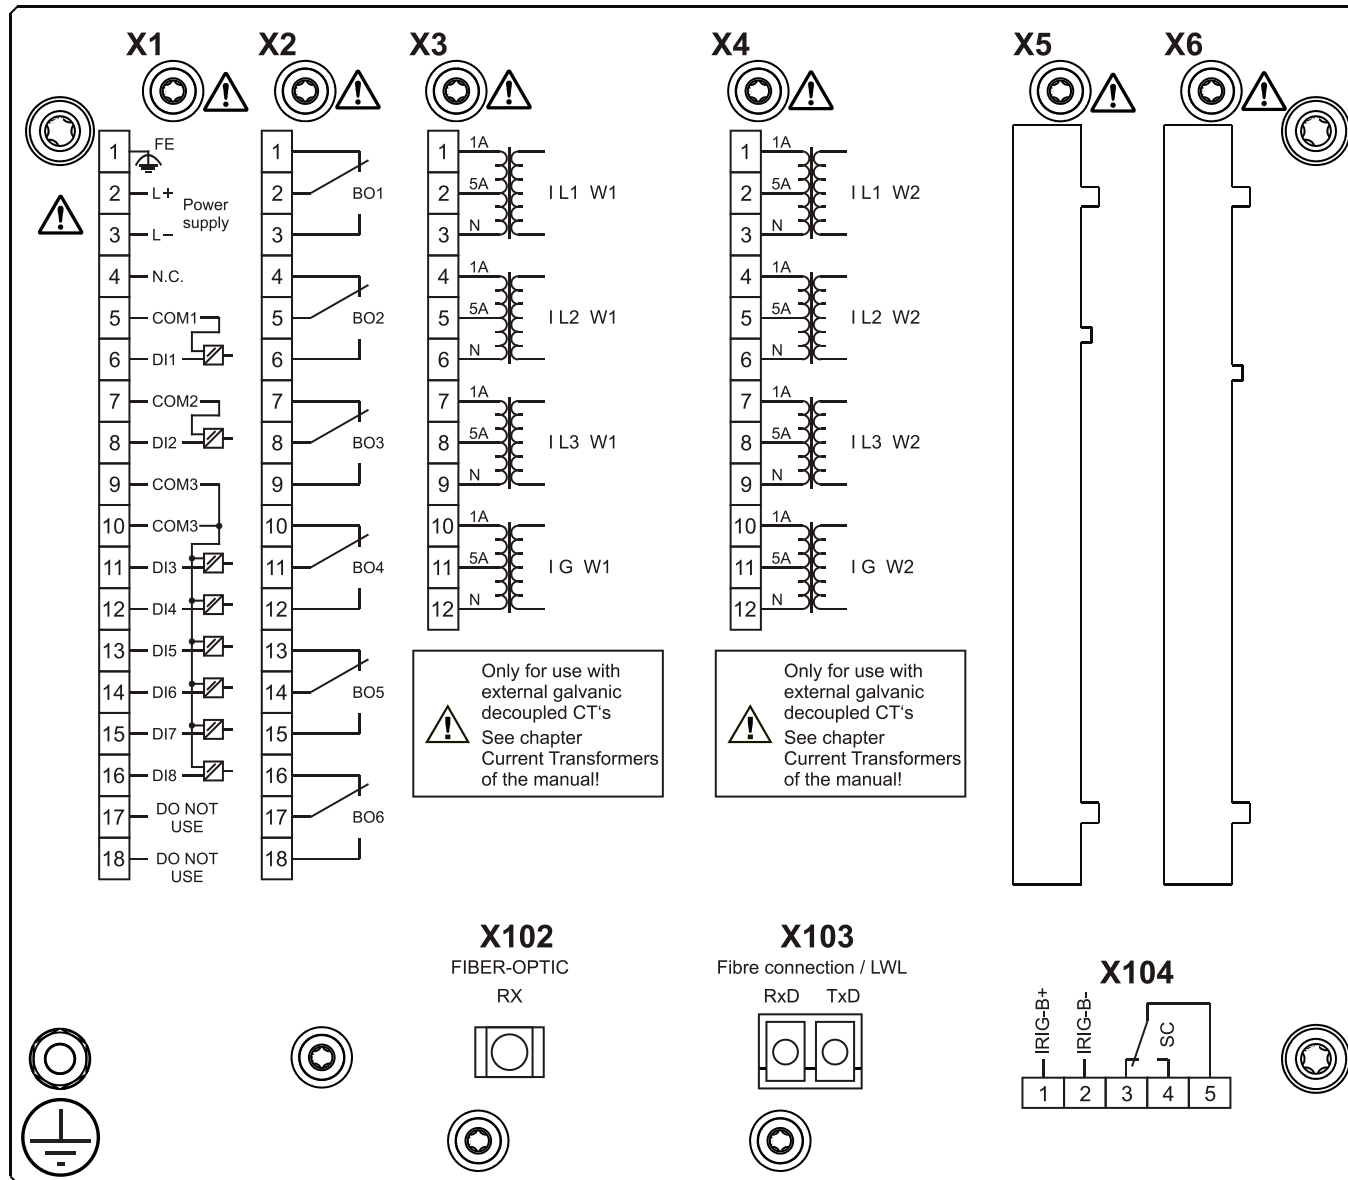 X1
X2
X3
X4
X5
X6
1 FE
2 L+
Power
supply
3 L−
4 N.C.
5 COM1
6 DI1
7 COM2
8 DI2
9 COM3
10 COM3
11 DI3
12 DI4
13 DI5
14 DI6
15 DI7
16 DI8
17 DO NOT
USE
18 DO NOT
USE
1
2 BO1
3
4
5 BO2
6
7
8 BO3
9
10
11 BO4
12
13
14 BO5
15
16
17 BO6
18
1 1A
2 5A I L1 W1
3 N
4 1A
5 5A I L2 W1
6 N
7 1A
8 5A I L3 W1
9 N
10 1A
11 5A I G W1
12 N
Only for use with
external galvanic
decoupled CT‘s
See chapter
Current Transformers
of the manual!
1 1A
2 5A I L1 W2
3 N
4 1A
5 5A I L2 W2
6 N
7 1A
8 5A I L3 W2
9 N
10 1A
11 5A I G W2
12 N
Only for use with
external galvanic
decoupled CT‘s
See chapter
Current Transformers
of the manual!
X102
FIBER-OPTIC
RX
X103
Fibre connection / LWL
RxD TxD
X104
IRIG-B+
IRIG-B-
SC
1 2 3 4 5